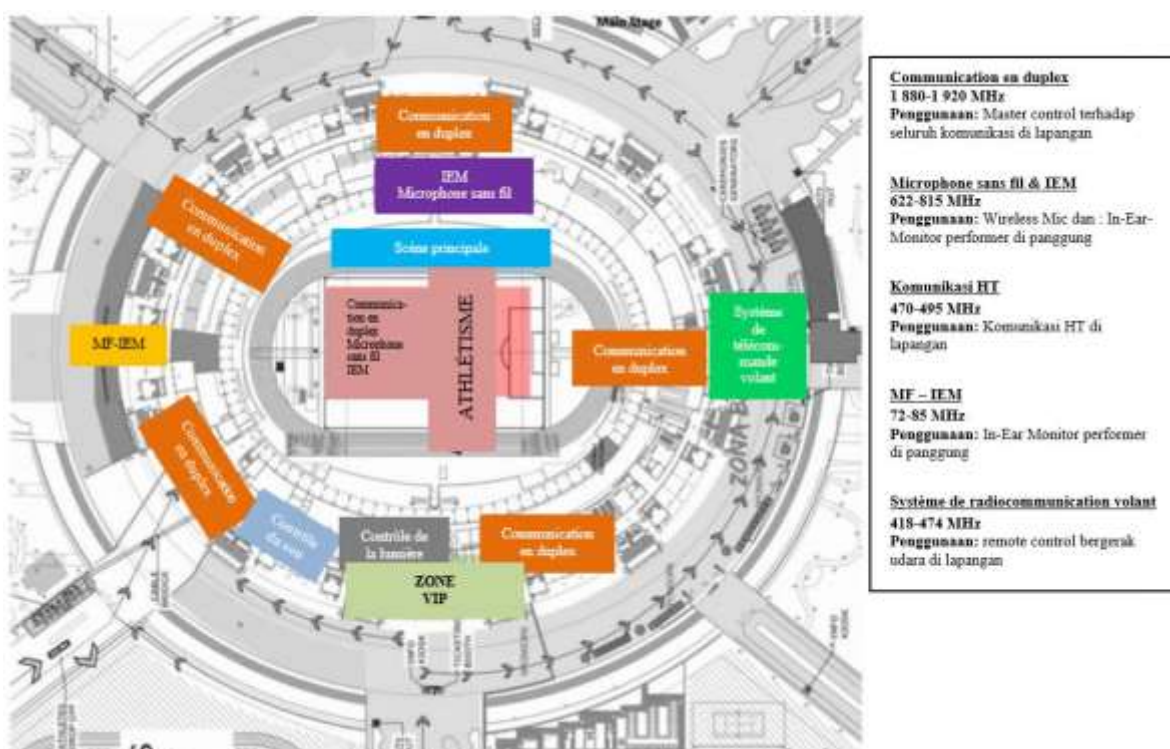 Main Stage
Communication
en duplex
IEM
Microphone sans fil
Communication
en duplex
Scène principale
Communica-
tion en
duplex
Microphone
sans fil
IEM
ATHLÉTISME
MF-IEM
Communication
en duplex
Système
de
télécom-
mande
volant
Communication
en duplex
Contrôle
du son
Contrôle de
la lumière
Communication
en duplex
ZONE
VIP
INFO
KIOSK
TICKETING
BOOTH
INFO
KIOSK
Communication en duplex
1 880-1 920 MHz
Penggunaan: Master control terhadap
seluruh komunikasi di lapangan
Microphone sans fil & IEM
622-815 MHz
Penggunaan: Wireless Mic dan : In-Ear-
Monitor performer di panggung
Komunikasi HT
470-495 MHz
Penggunaan: Komunikasi HT di
lapangan
MF – IEM
72-85 MHz
Penggunaan: In-Ear Monitor performer
di panggung
Système de radiocommunication volant
418-474 MHz
Penggunaan: remote control bergerak
udara di lapangan